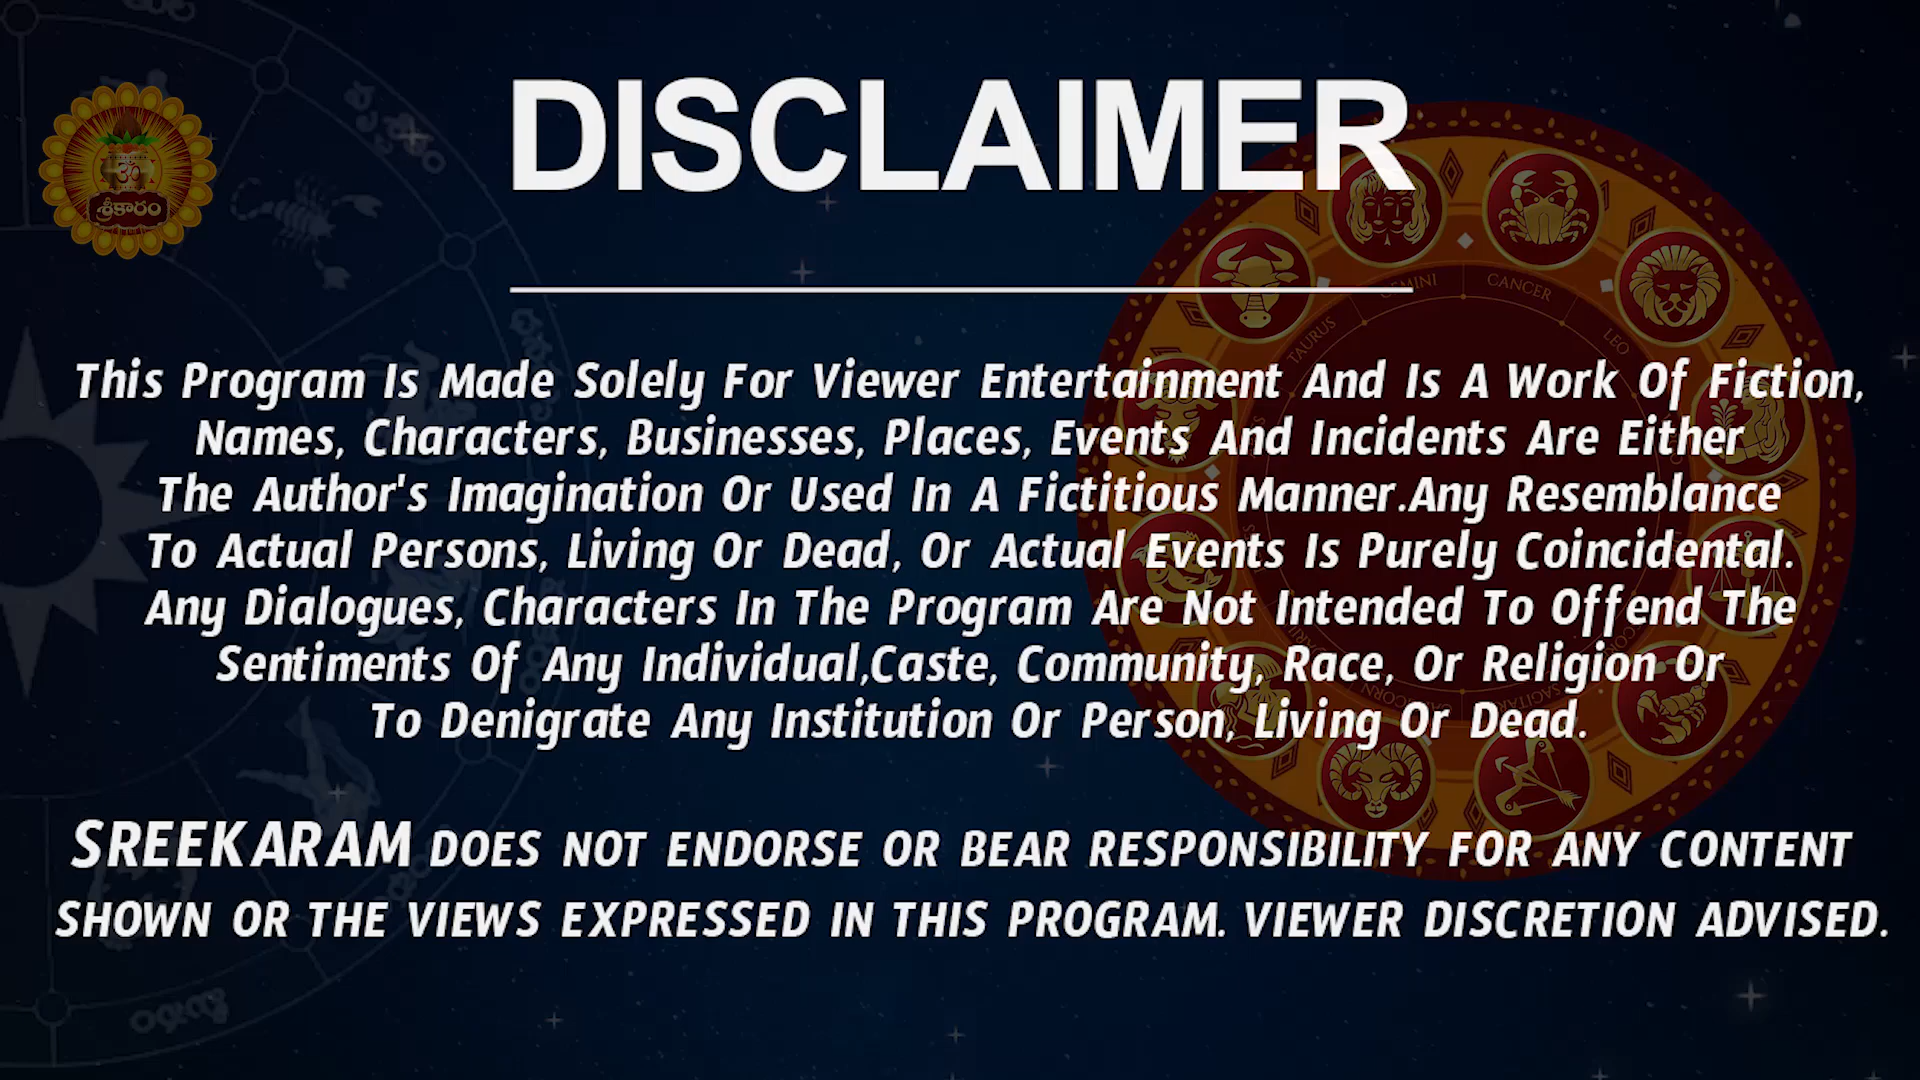 DISCLAIMER
శ్రీకారం
GEMINI
CANCER
TAURUS
LEO
This Program Is Made Solely For Viewer Entertainment And Is A Work Of Fiction,
Names, Characters, Businesses, Places, Events And Incidents Are Either
The Author's Imagination Or Used In A Fictitious Manner.Any Resemblance
To Actual Persons, Living Or Dead, Or Actual Events Is Purely Coincidental.
Any Dialogues, Characters In The Program Are Not Intended To Offend The
Sentiments Of Any Individual,Caste, Community, Race, Or Religion Or
To Denigrate Any Institution Or Person, Living Or Dead.
SREEKARAM DOES NOT ENDORSE OR BEAR RESPONSIBILITY FOR ANY CONTENT
SHOWN OR THE VIEWS EXPRESSED IN THIS PROGRAM. VIEWER DISCRETION ADVISED.